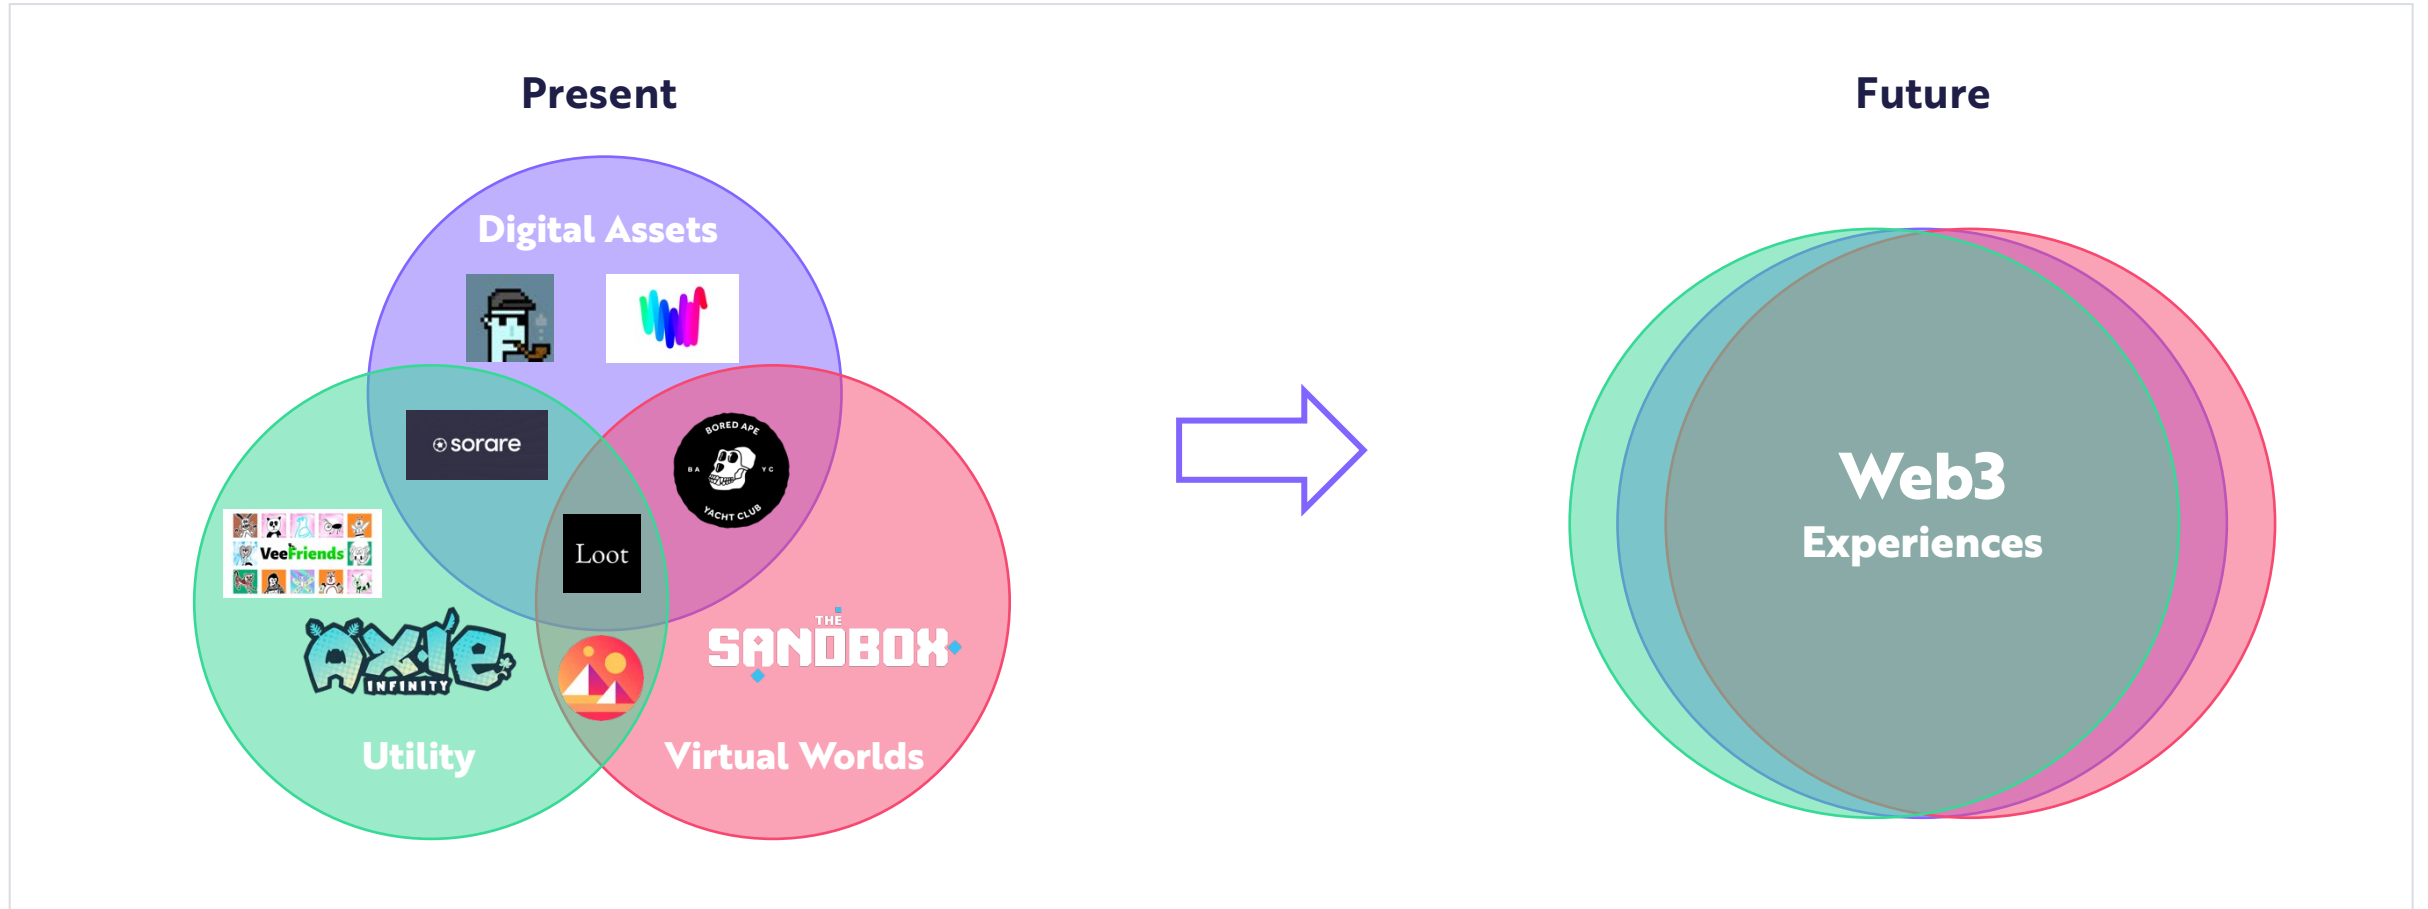 Present
Future
Digital Assets
sorare
BORED APE
BA YC
YACHT CLUB
VeeFriends
Loot
AXIE
INFINITY
THE
SANDBOX
Utility
Virtual Worlds
Web3
Experiences